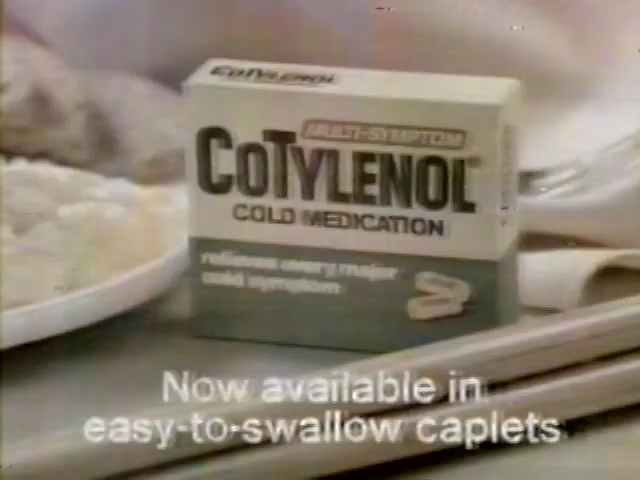 CoTYLENOL
MULTI-SYMPTOM
CoTYLENOL
COLD MEDICATION
relieves every major
cold symptom
Now available in
easy-to-swallow caplets